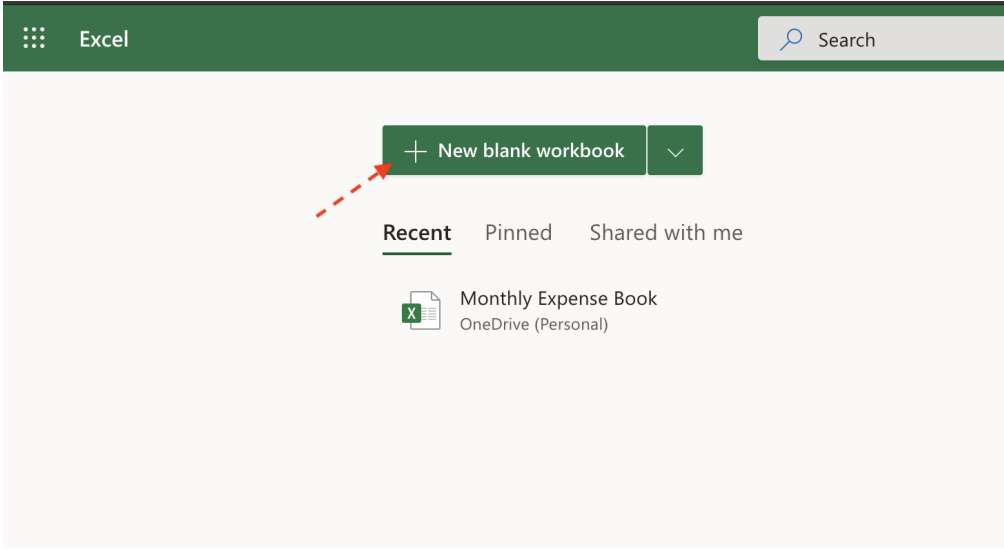 Excel
Search
New blank workbook
Recent Pinned Shared with me
Monthly Expense Book
X
OneDrive (Personal)